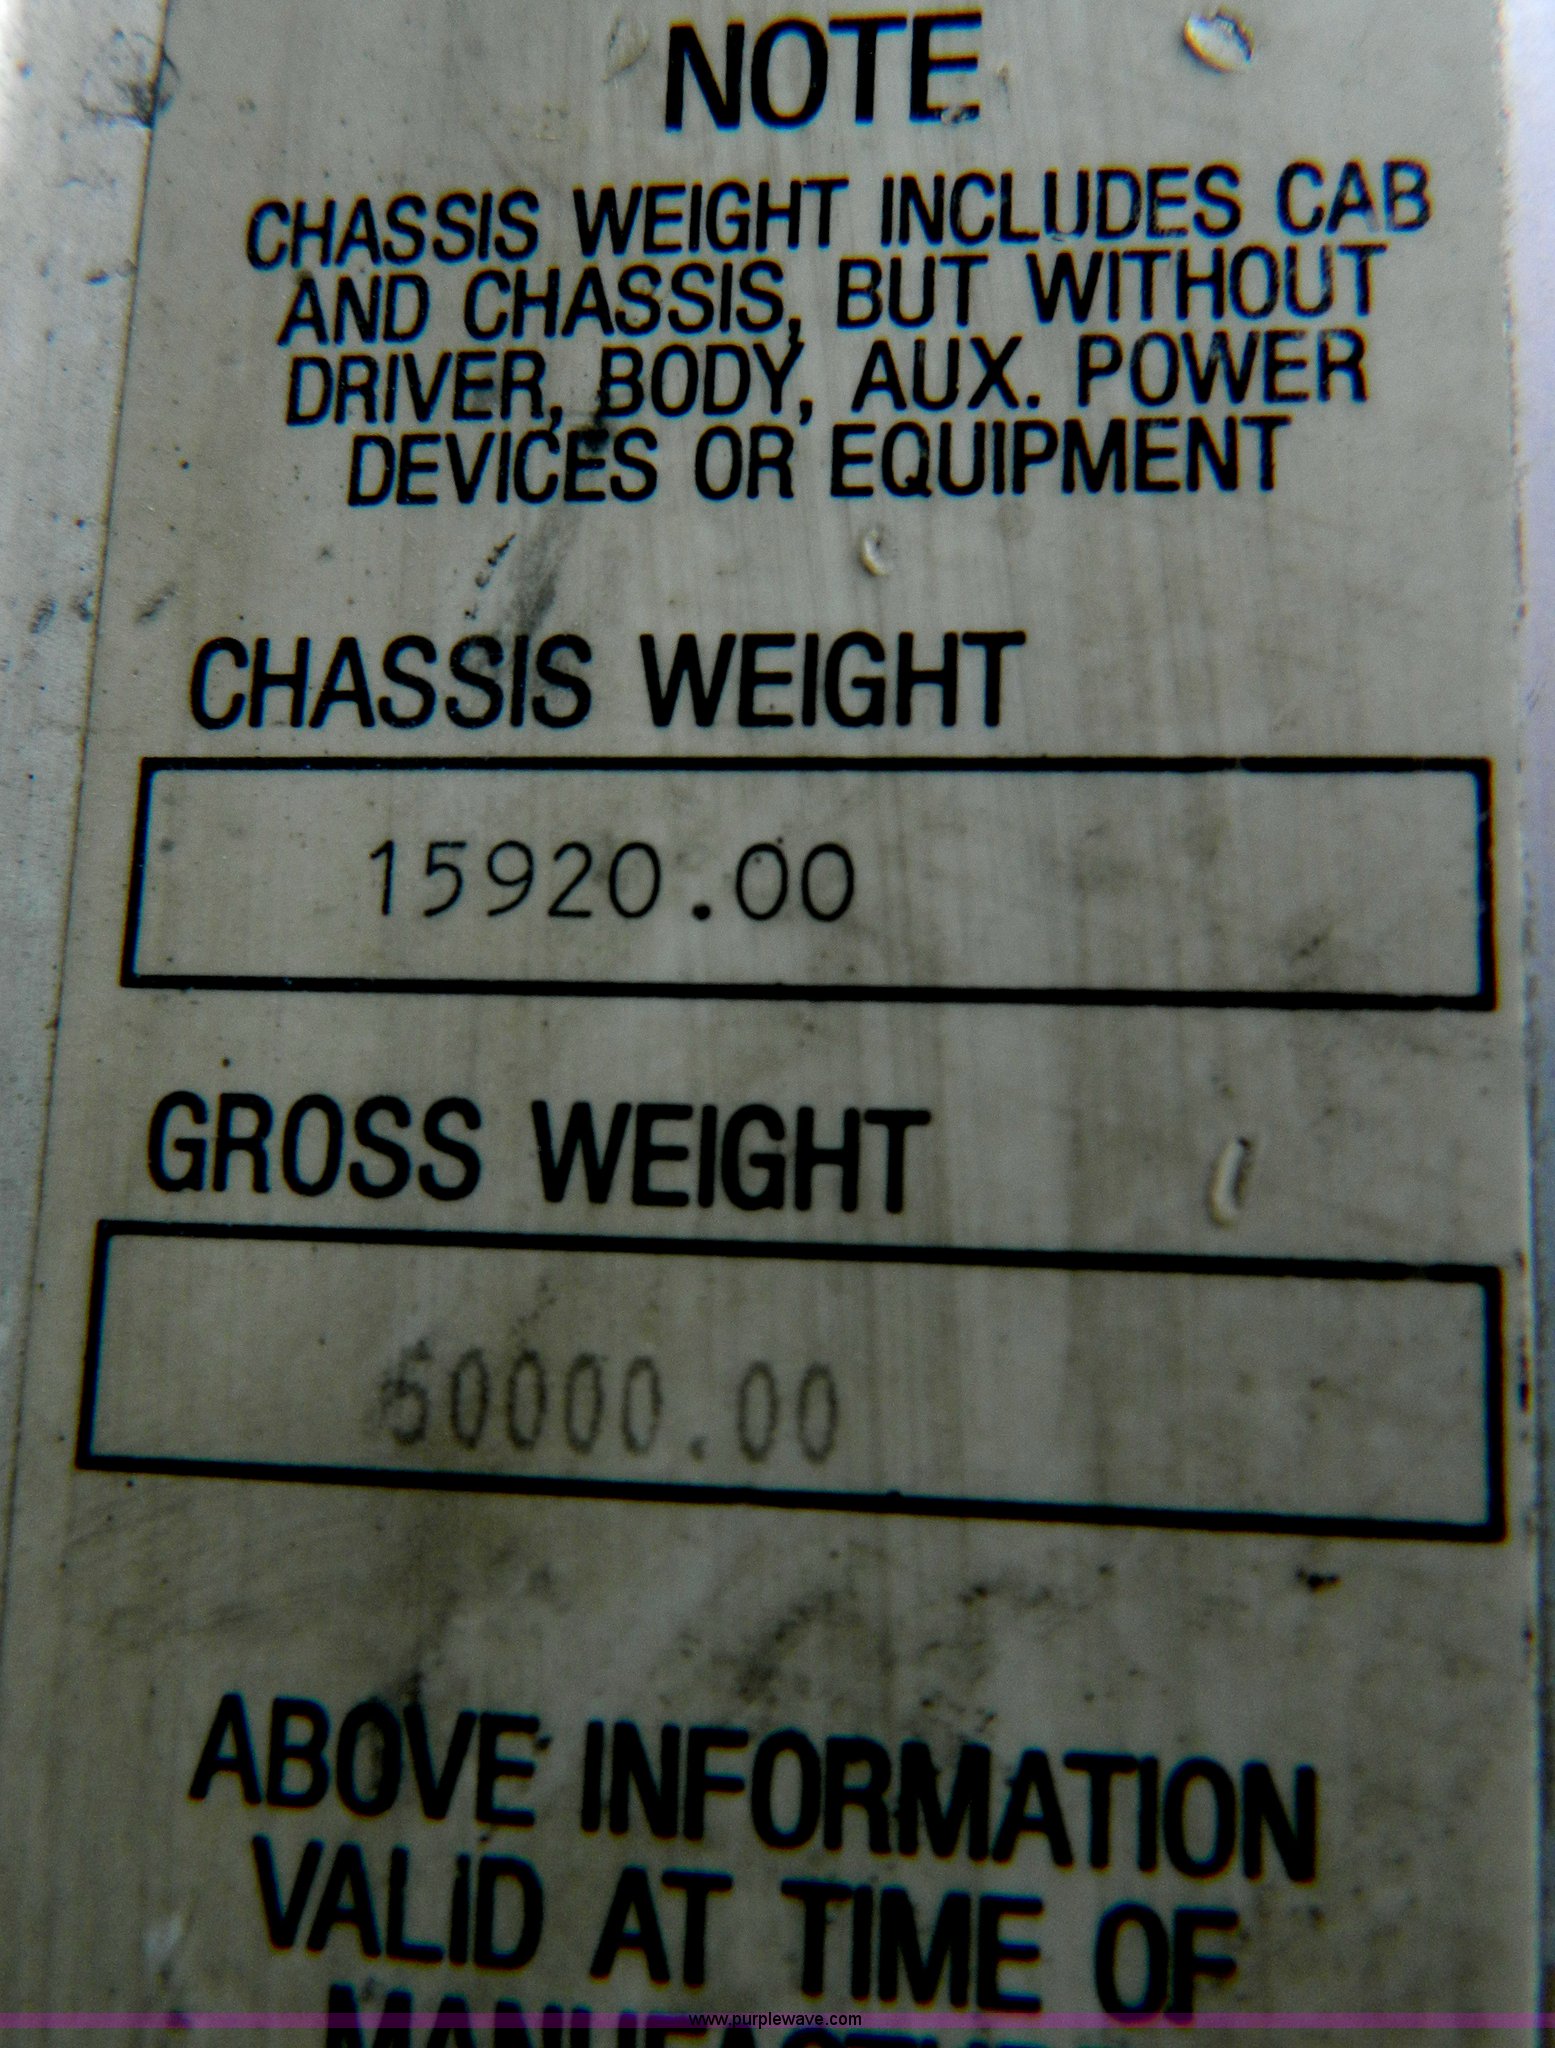 NOTE
CHASSIS WEIGHT INCLUDES CAB
AND CHASSIS, BUT WITHOUT
DRIVER, BODY, AUX. POWER
DEVICES OR EQUIPMENT
CHASSIS WEIGHT
15920.00
GROSS WEIGHT
50000.00
ABOVE INFORMATION
VALID AT TIME OF
www.purplewave.com